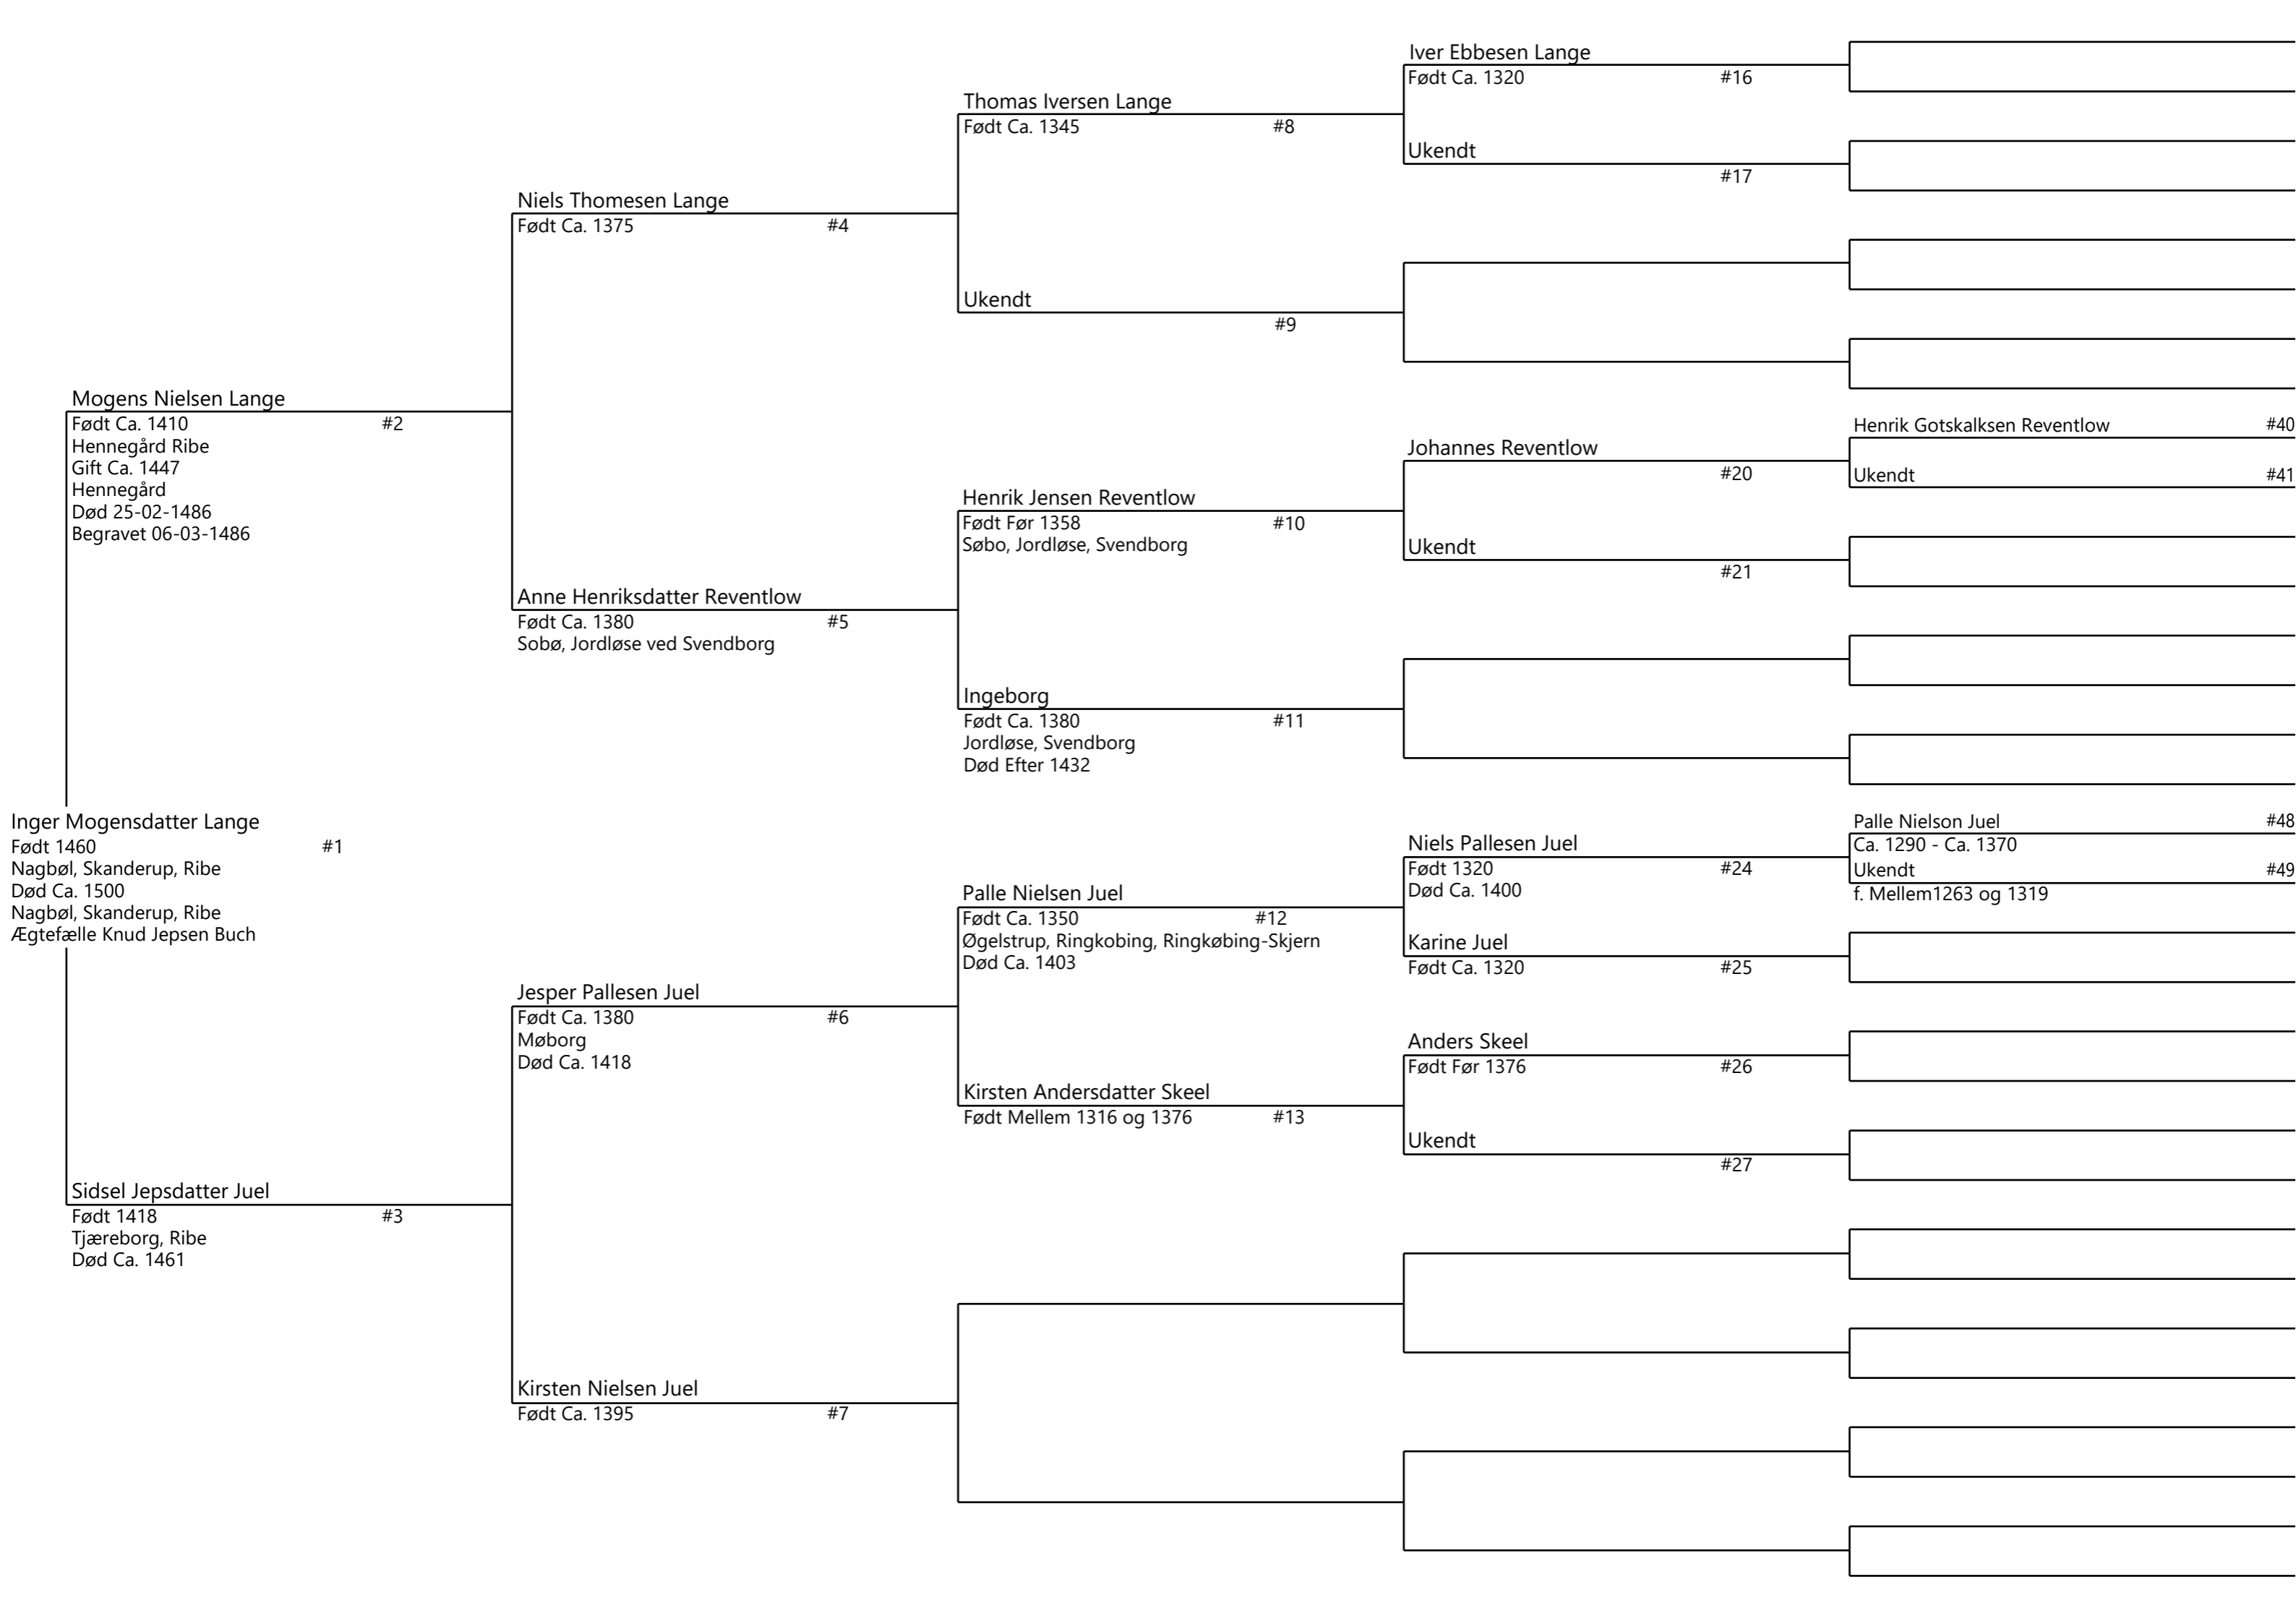 Iver Ebbesen Lange
Født Ca. 1320
#16
Thomas Iversen Lange
Født Ca. 1345
#8
Ukendt
#17
Niels Thomesen Lange
Født Ca. 1375
#4
Ukendt
#9
Mogens Nielsen Lange
Født Ca. 1410
#2
Hennegård Ribe
Gift Ca. 1447
Hennegård
Død 25-02-1486
Begravet 06-03-1486
Henrik Gotskalksen Reventlow
#40
Johannes Reventlow
#20
Ukendt
#41
Henrik Jensen Reventlow
Født Før 1358
#10
Søbo, Jordløse, Svendborg
Ukendt
#21
Anne Henriksdatter Reventlow
Født Ca. 1380
#5
Sobø, Jordløse ved Svendborg
Ingeborg
Født Ca. 1380
#11
Jordløse, Svendborg
Død Efter 1432
Inger Mogensdatter Lange
Født 1460
#1
Nagbøl, Skanderup, Ribe
Død Ca. 1500
Nagbøl, Skanderup, Ribe
Ægtefælle Knud Jepsen Buch
Palle Nielson Juel
#48
Ca. 1290 - Ca. 1370
Niels Pallesen Juel
Født 1320
#24
Død Ca. 1400
Ukendt
#49
f. Mellem1263 og 1319
Palle Nielsen Juel
Født Ca. 1350
#12
Øgelstrup, Ringkobing, Ringkøbing-Skjern
Død Ca. 1403
Karine Juel
Født Ca. 1320
#25
Jesper Pallesen Juel
Født Ca. 1380
#6
Møborg
Død Ca. 1418
Anders Skeel
Født Før 1376
#26
Kirsten Andersdatter Skeel
Født Mellem 1316 og 1376
#13
Ukendt
#27
Sidsel Jepsdatter Juel
Født 1418
#3
Tjæreborg, Ribe
Død Ca. 1461
Kirsten Nielsen Juel
Født Ca. 1395
#7